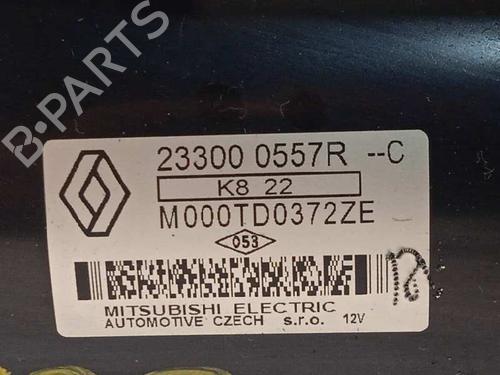 B-PARTS
23300 0557R --C
K8 22
M000TD0372ZE
053
MITSUBISHI ELECTRIC
AUTOMOTIVE CZECH s.r.o. 12V